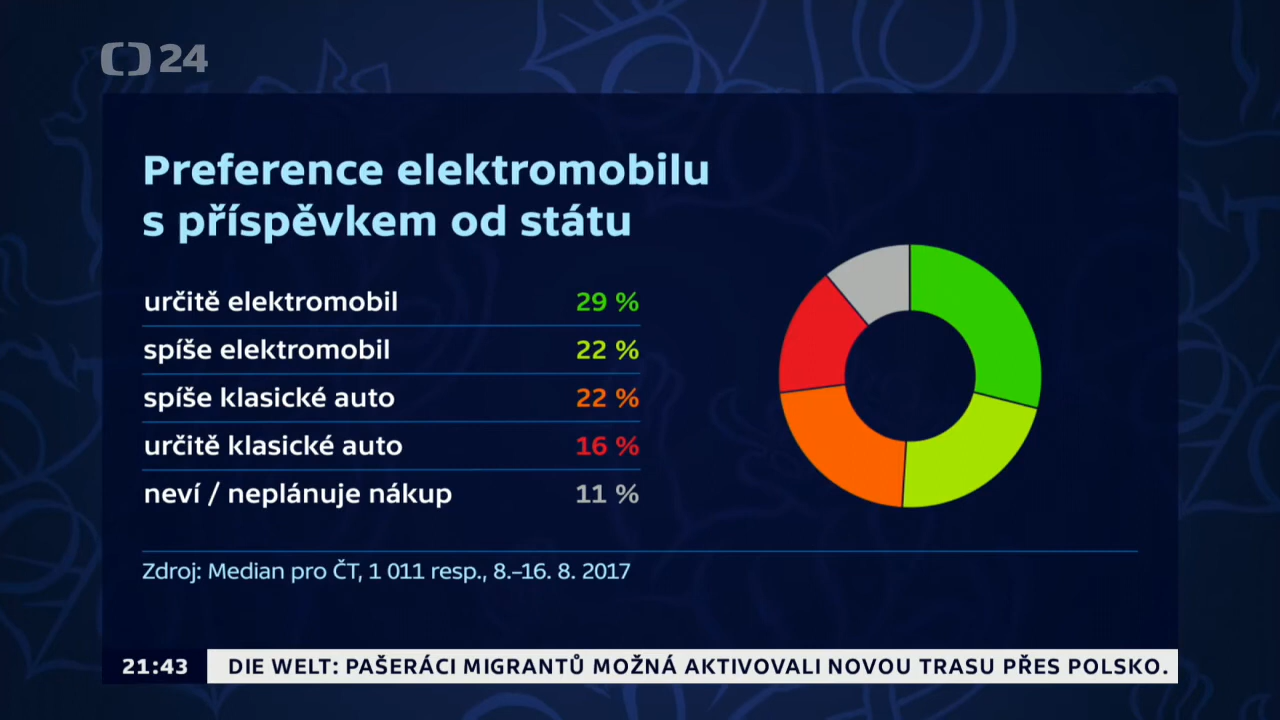 24
Preference elektromobilu
s příspěvkem od státu
určitě elektromobil 29 %
spíše elektromobil 22 %
spíše klasické auto 22 %
určitě klasické auto 16 %
neví / neplánuje nákup 11 %
Zdroj: Median pro ČT, 1 011 resp., 8.–16. 8. 2017
21:43 DIE WELT: PAŠERÁCI MIGRANTŮ MOŽNÁ AKTIVOVALI NOVOU TRASU PŘES POLSKO.